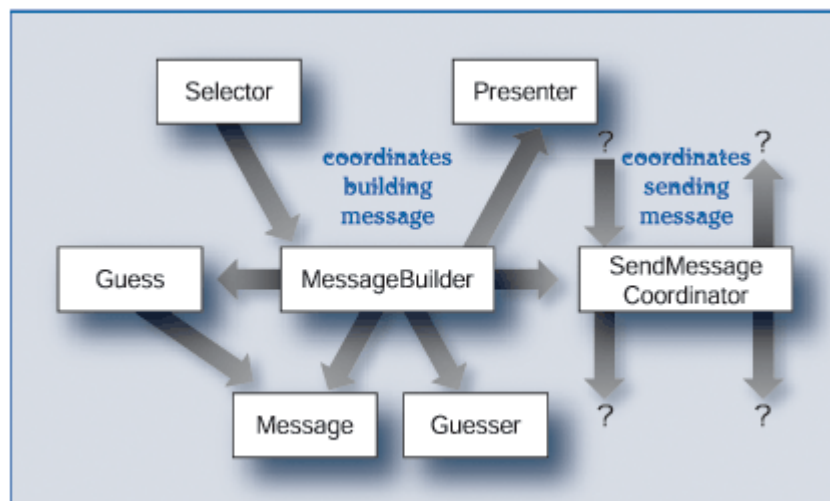 Selector
Presenter
?
?
coordinates
building
message
coordinates
sending
message
Guess
MessageBuilder
SendMessage
Coordinator
Message
Guesser
?
?